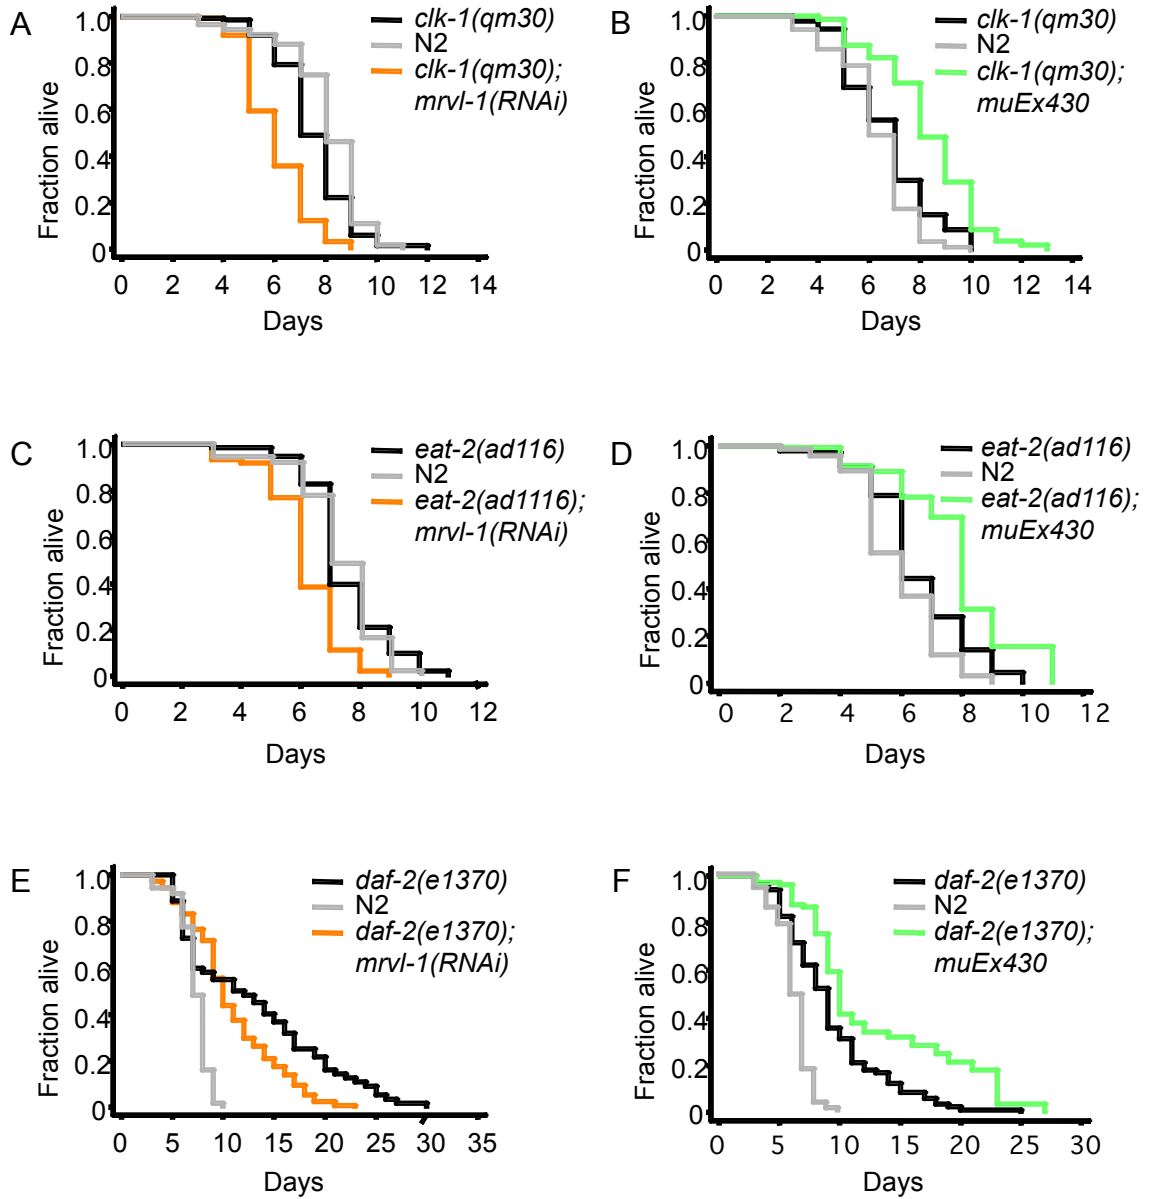 A
1.0
0.8
0.6
0.4
0.2
0
Fraction alive
0 2 4 6 8 10 12 14
Days
clk-1(qm30)
N2
clk-1(qm30);
mrvl-1(RNAi)
B
1.0
0.8
0.6
0.4
0.2
0
Fraction alive
0 2 4 6 8 10 12 14
Days
clk-1(qm30)
N2
clk-1(qm30);
muEx430
C
1.0
0.8
0.6
0.4
0.2
0
Fraction alive
0 2 4 6 8 10 12
Days
eat-2(ad116)
N2
eat-2(ad1116);
mrvl-1(RNAi)
D
1.0
0.8
0.6
0.4
0.2
0
Fraction alive
0 2 4 6 8 10 12
Days
eat-2(ad116)
N2
eat-2(ad116);
muEx430
E
1.0
0.8
0.6
0.4
0.2
0
Fraction alive
0 5 10 15 20 25 30 35
Days
daf-2(e1370)
N2
daf-2(e1370);
mrvl-1(RNAi)
F
1.0
0.8
0.6
0.4
0.2
0
Fraction alive
0 5 10 15 20 25 30
Days
daf-2(e1370)
N2
daf-2(e1370);
muEx430